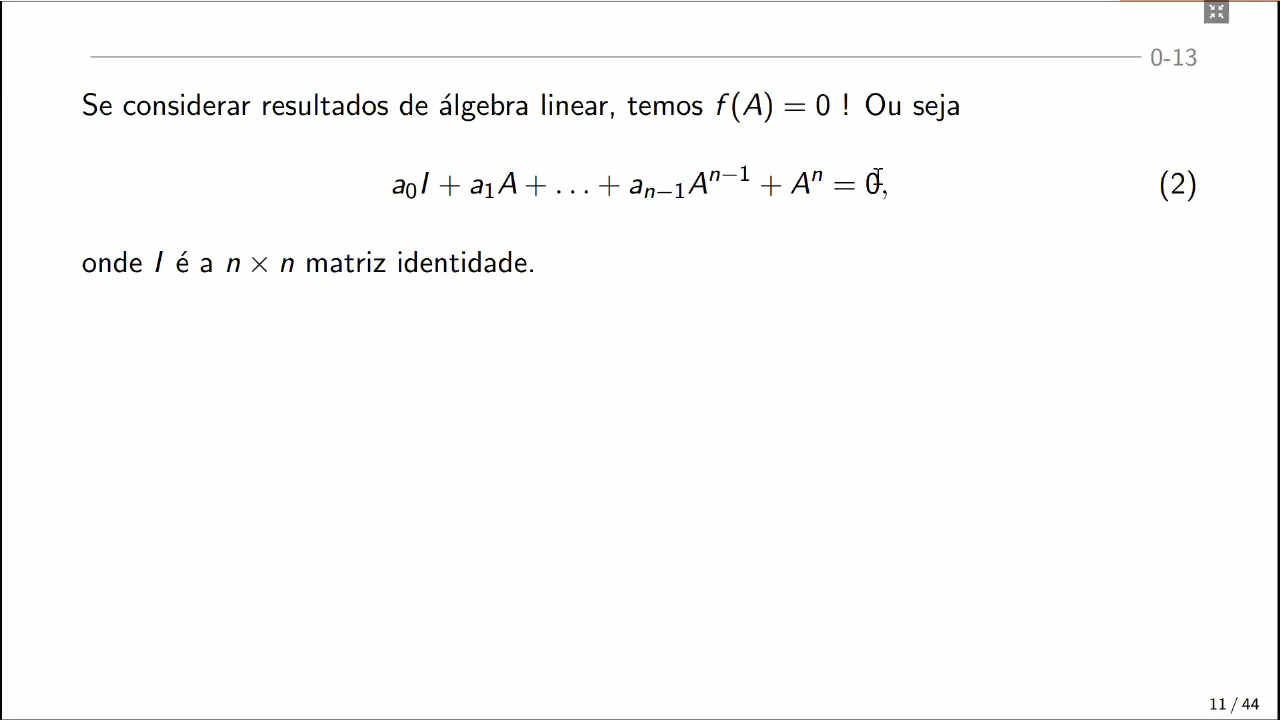 0-13
Se considerar resultados de álgebra linear, temos f(A) = 0 ! Ou seja
a₀I + a₁A + . . . + aₙ₋₁Aⁿ⁻¹ + Aⁿ = 0, (2)
onde I é a n × n matriz identidade.
11 / 44